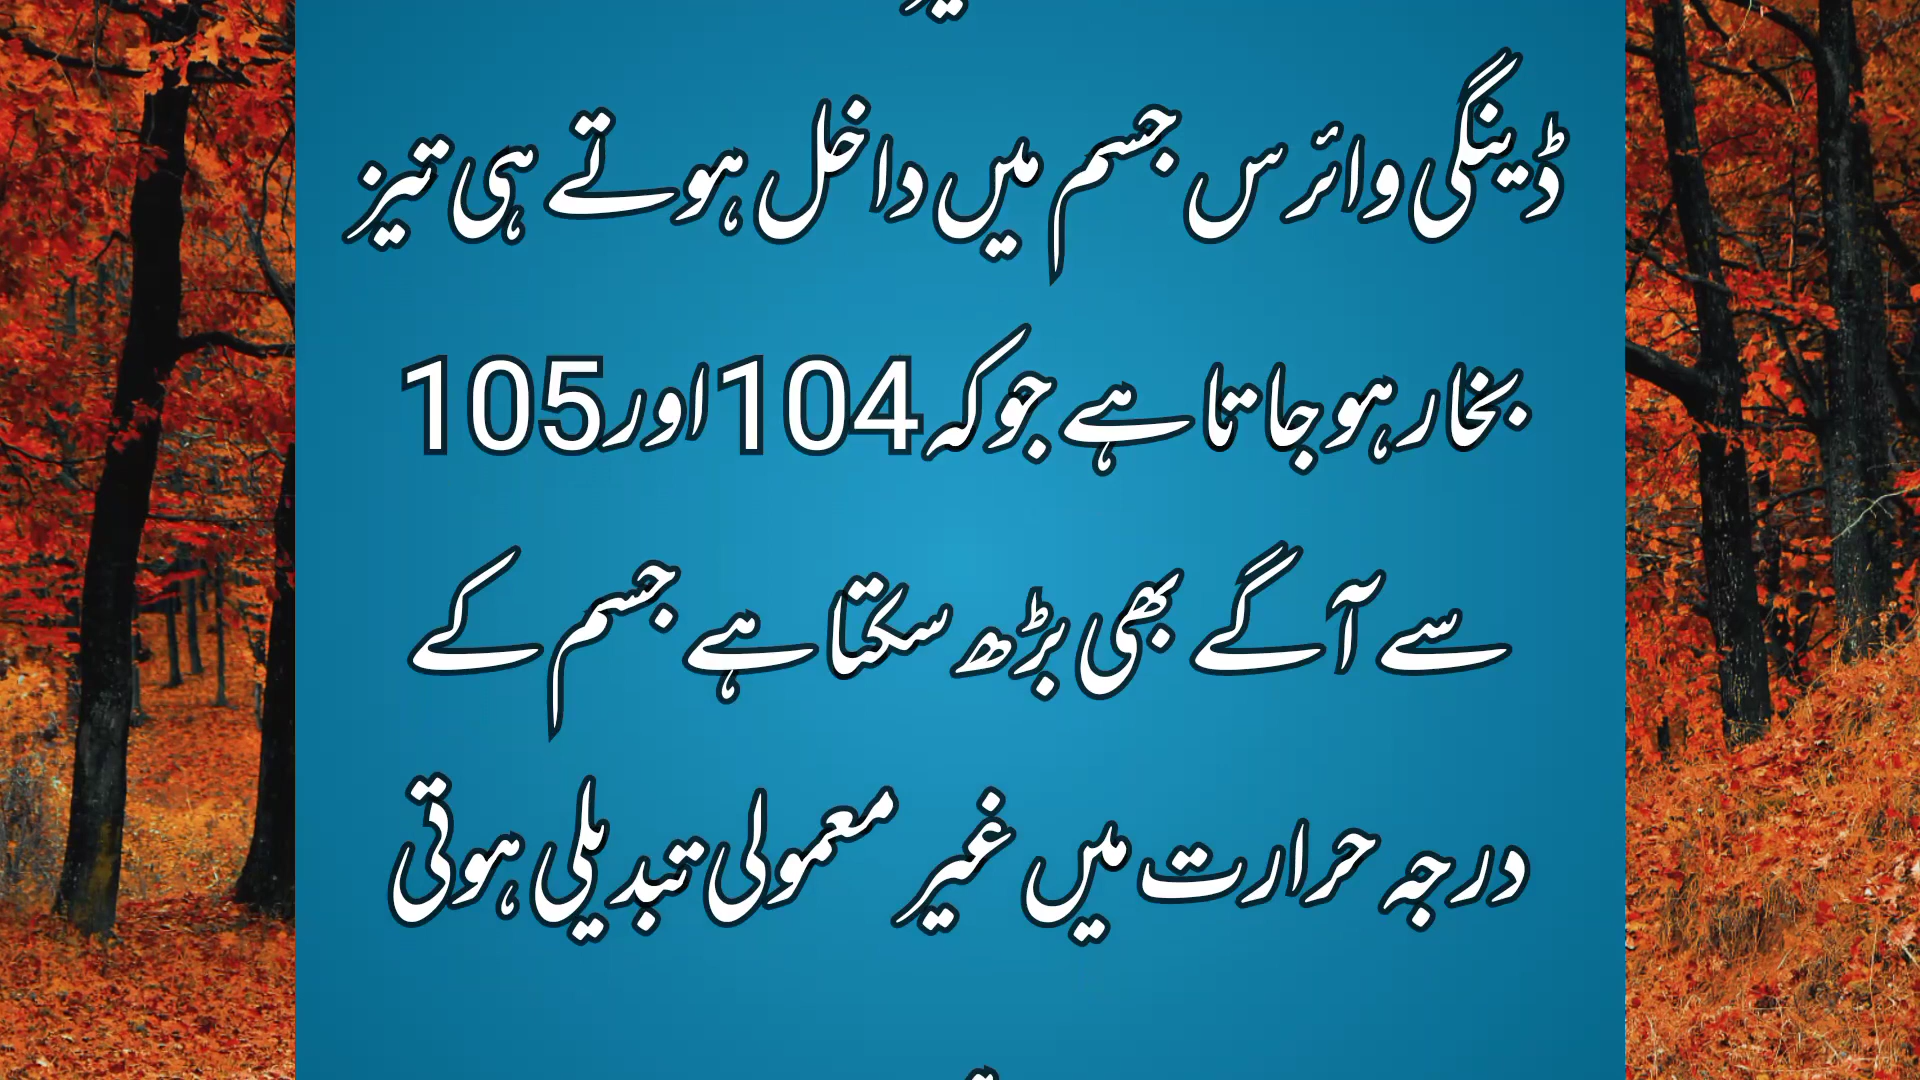 ڈینگی وائرس جسم میں داخل ہوتے ہی تیز
بخار ہو جاتا ہے جو کہ 104 اور 105
سے آگے بھی بڑھ سکتا ہے جسم کے
درجہ حرارت میں غیر معمولی تبدیلی ہوتی